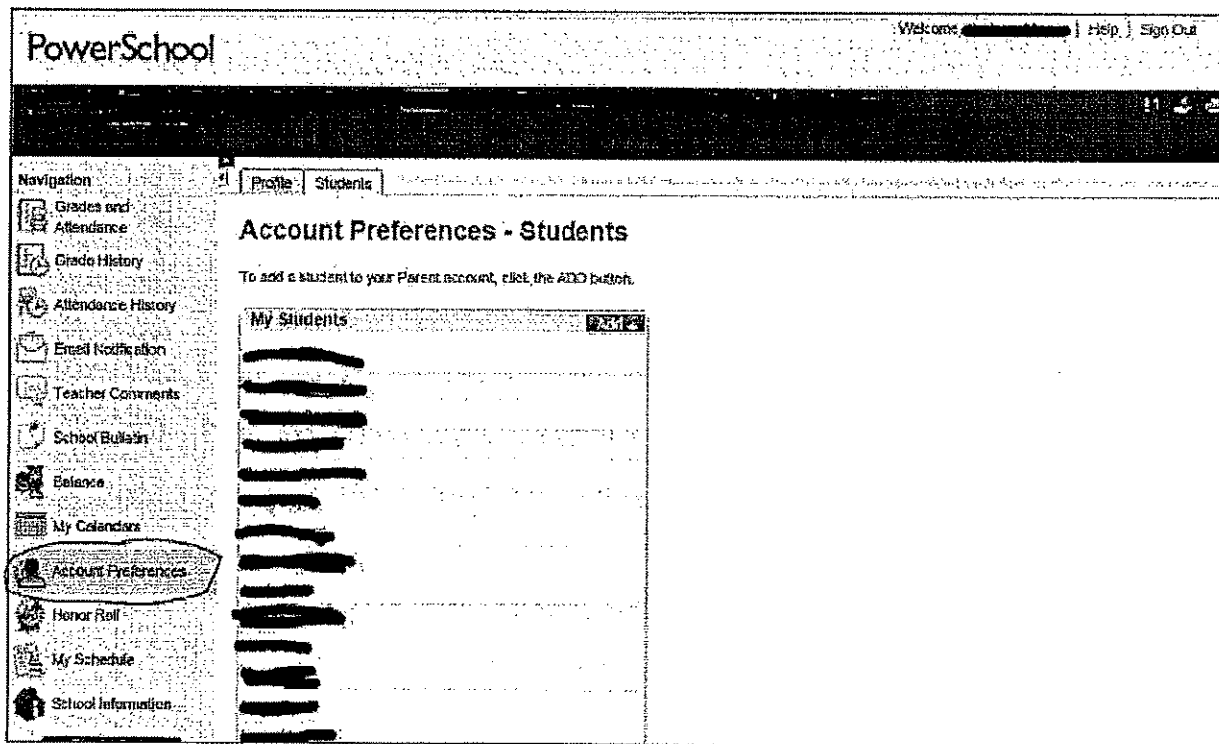 PowerSchool
Welcome | Help | Sign Out
Navigation
Profile
Students
Grades and
Attendance
Account Preferences - Students
Grade History
To add a student to your Parent account, click the ADD button.
Attendance History
My Students
Add
Email Notification
Teacher Comments
School Bulletin
Balance
My Calendars
Account Preferences
Honor Roll
My Schedule
School Information